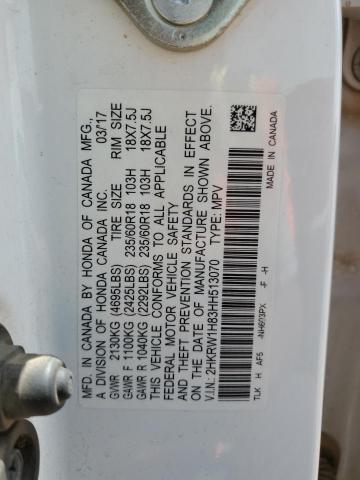 MFD. IN CANADA BY HONDA OF CANADA MFG.,
A DIVISION OF HONDA CANADA INC. 03/17
TIRE SIZE RIM SIZE
GVWR 2130KG (4695LBS)
GAWR F 1100KG (2425LBS) 235/60R18 103H 18X7.5J
GAWR R 1040KG (2292LBS) 235/60R18 103H 18X7.5J
THIS VEHICLE CONFORMS TO ALL APPLICABLE
FEDERAL MOTOR VEHICLE SAFETY
AND THEFT PREVENTION STANDARDS IN EFFECT
ON THE DATE OF MANUFACTURE SHOWN ABOVE.
V.I.N.: 2HKRW1H83HH513070 TYPE: MPV
-F -H
TLK H AF5 MADE IN CANADA